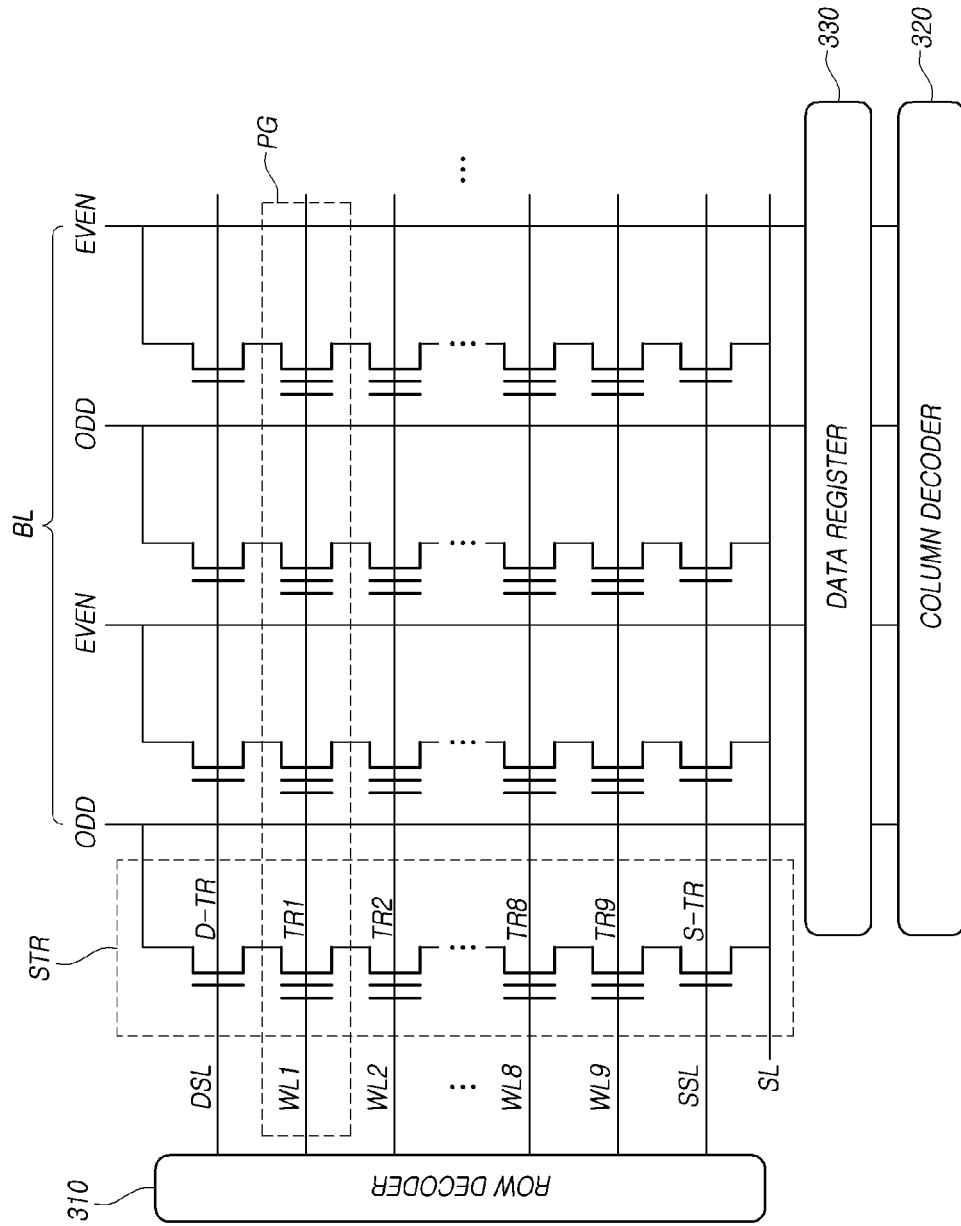 BL
ODD
EVEN
ODD
EVEN
STR
PG
310
ROW DECODER
DSL
D-TR
WL1
TR1
WL2
TR2
...
...
...
...
...
...
WL8
TR8
WL9
TR9
SSL
S-TR
SL
DATA REGISTER
330
COLUMN DECODER
320